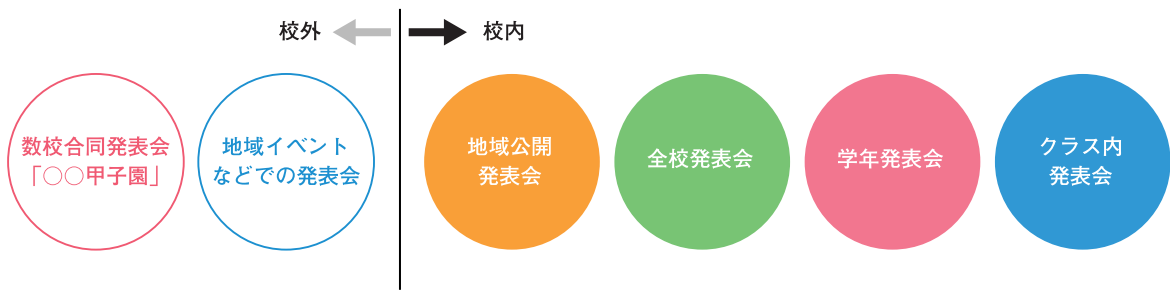 校外
校内
数校合同発表会
「〇〇甲子園」
地域イベント
などでの発表会
地域公開
発表会
全校発表会
学年発表会
クラス内
発表会